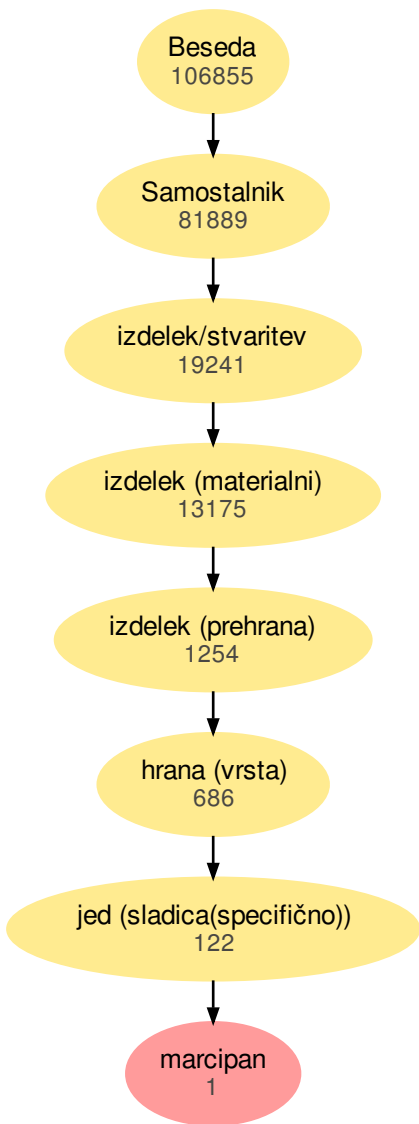 Beseda
106855
Samostalnik
81889
izdelek/stvaritev
19241
izdelek (materialni)
13175
izdelek (prehrana)
1254
hrana (vrsta)
686
jed (sladica(specifično))
122
marcipan
1